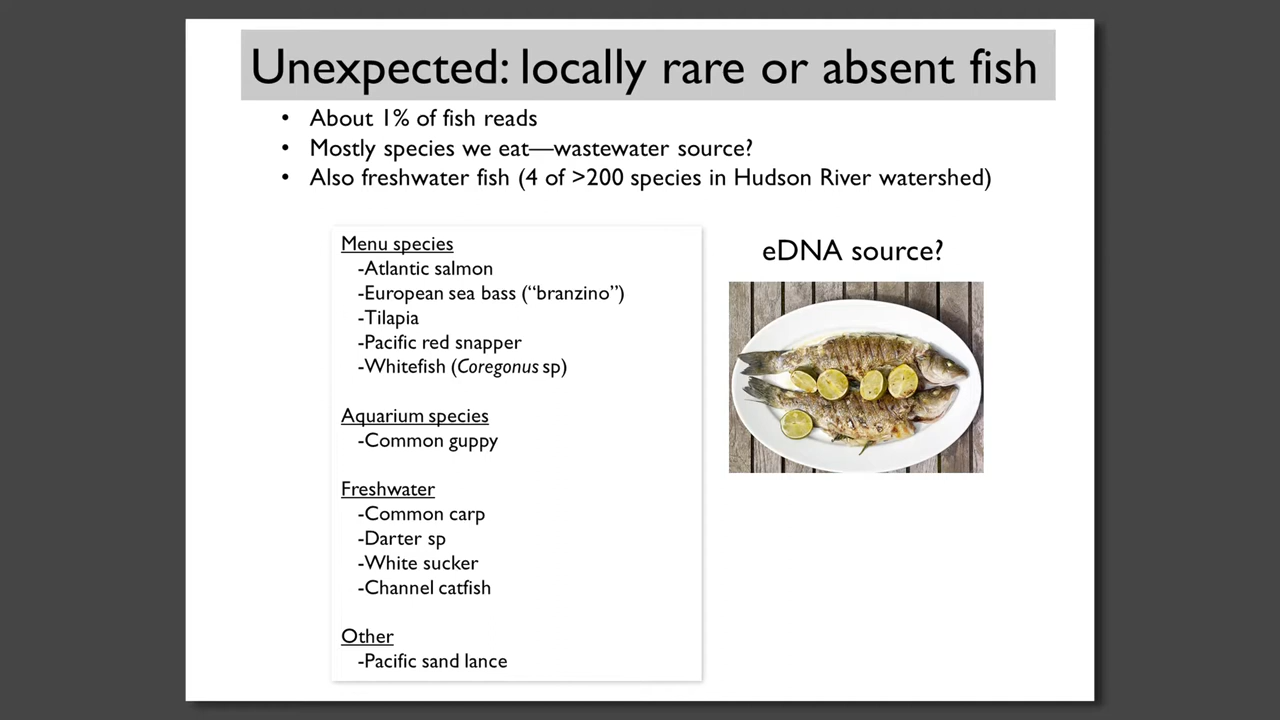 Unexpected: locally rare or absent fish
• About 1% of fish reads
• Mostly species we eat—wastewater source?
• Also freshwater fish (4 of >200 species in Hudson River watershed)
Menu species
-Atlantic salmon
-European sea bass (“branzino”)
-Tilapia
-Pacific red snapper
-Whitefish (Coregonus sp)
Aquarium species
-Common guppy
Freshwater
-Common carp
-Darter sp
-White sucker
-Channel catfish
Other
-Pacific sand lance
eDNA source?